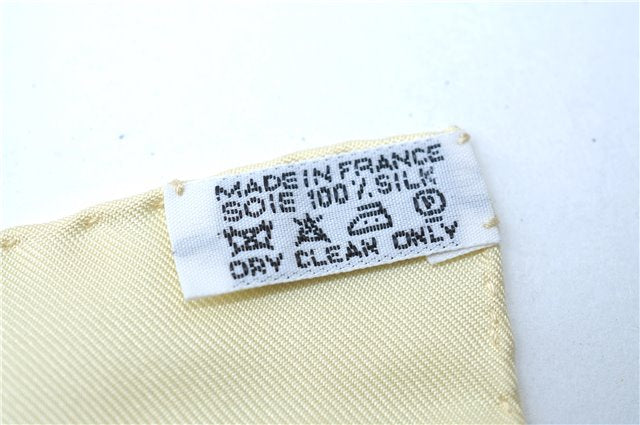 MADE IN FRANCE
SOIE 100% SILK
P
DRY CLEAN ONLY